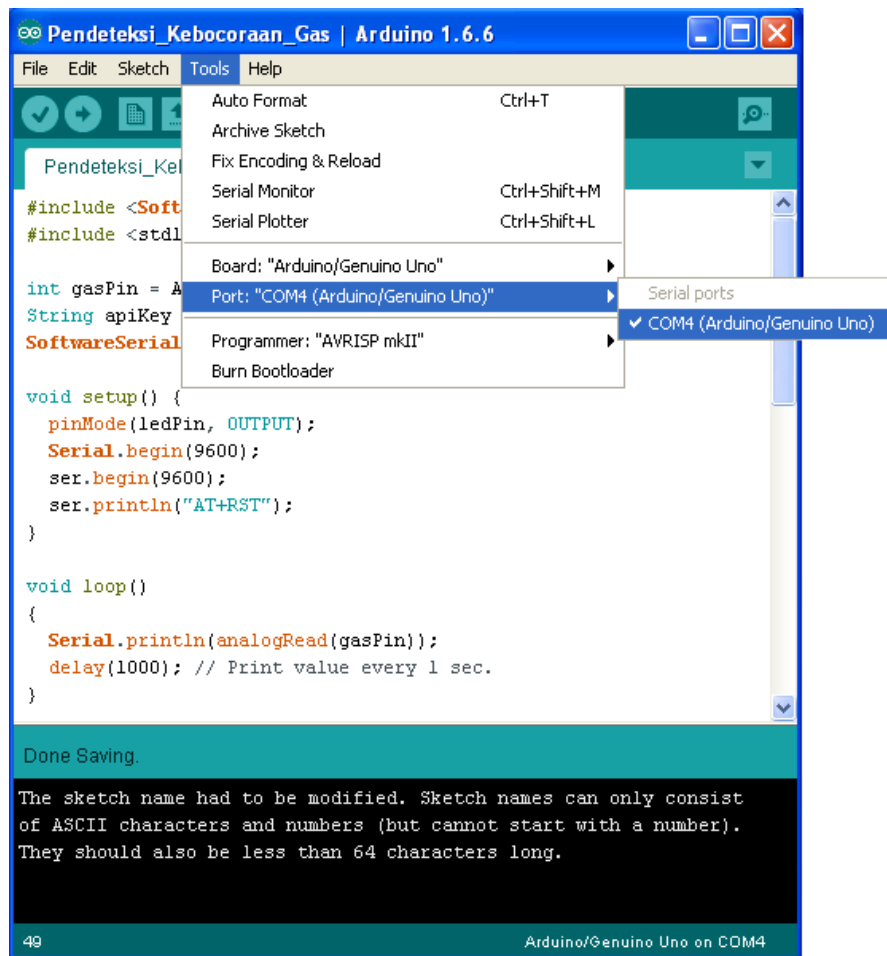 Pendeteksi_Kebocoraan_Gas | Arduino 1.6.6
File Edit Sketch Tools Help
Auto Format Ctrl+T
Archive Sketch
Fix Encoding & Reload
Serial Monitor Ctrl+Shift+M
Serial Plotter Ctrl+Shift+L
Board: "Arduino/Genuino Uno"
Port: "COM4 (Arduino/Genuino Uno)"
Programmer: "AVRISP mkII"
Burn Bootloader
Serial ports
COM4 (Arduino/Genuino Uno)
Pendeteksi_Ke
#include <Soft
#include <stdl
int gasPin = A
String apiKey
SoftwareSerial
void setup() {
pinMode(ledPin, OUTPUT);
Serial.begin(9600);
ser.begin(9600);
ser.println("AT+RST");
}
void loop()
{
Serial.println(analogRead(gasPin));
delay(1000); // Print value every 1 sec.
}
Done Saving.
The sketch name had to be modified. Sketch names can only consist
of ASCII characters and numbers (but cannot start with a number).
They should also be less than 64 characters long.
49 Arduino/Genuino Uno on COM4